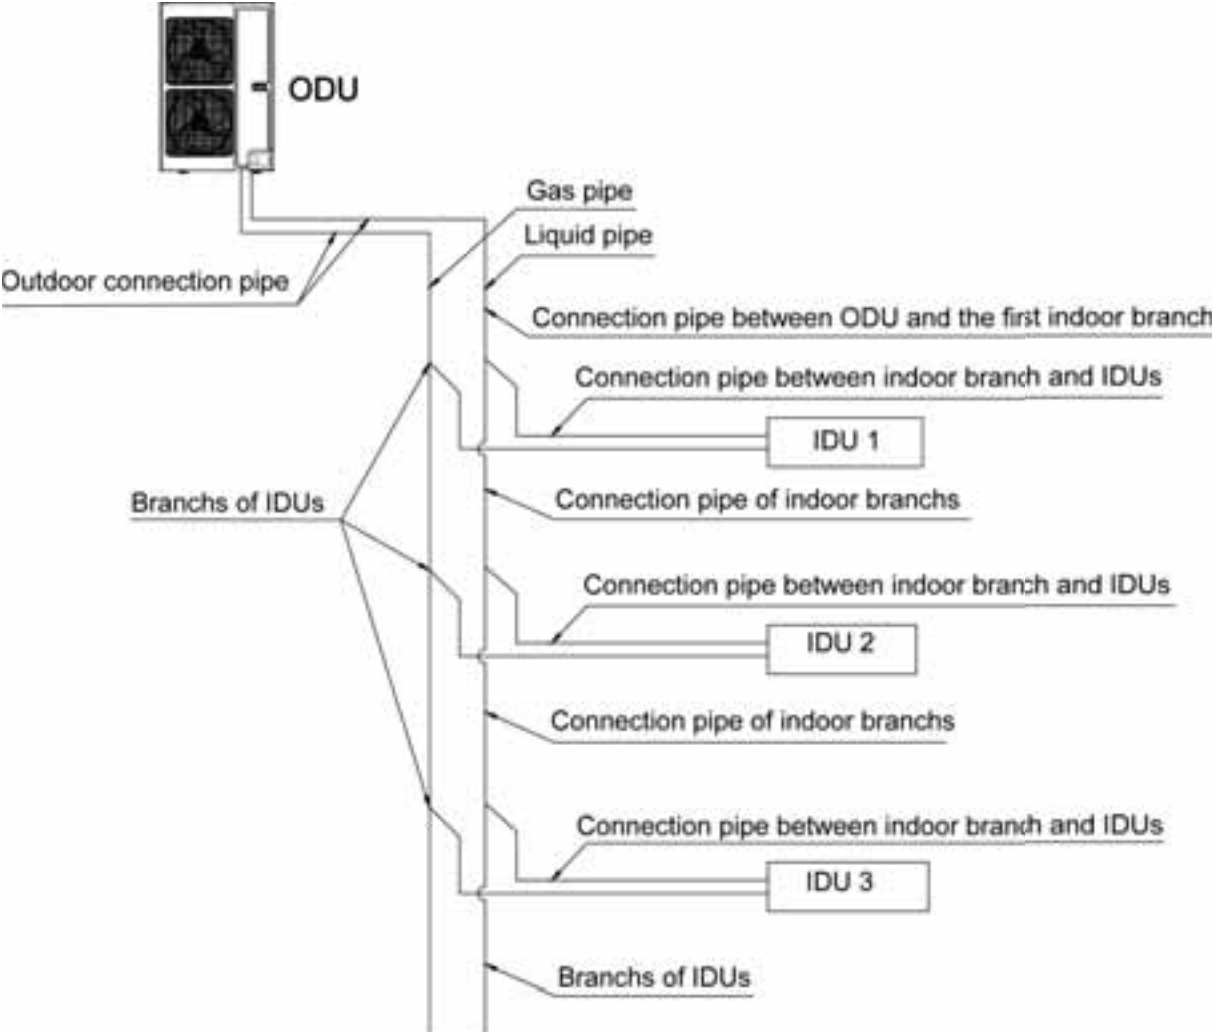 ODU
Gas pipe
Liquid pipe
Outdoor connection pipe
Connection pipe between ODU and the first indoor branch
Connection pipe between indoor branch and IDUs
IDU 1
Branchs of IDUs
Connection pipe of indoor branchs
Connection pipe between indoor branch and IDUs
IDU 2
Connection pipe of indoor branchs
Connection pipe between indoor branch and IDUs
IDU 3
Branchs of IDUs